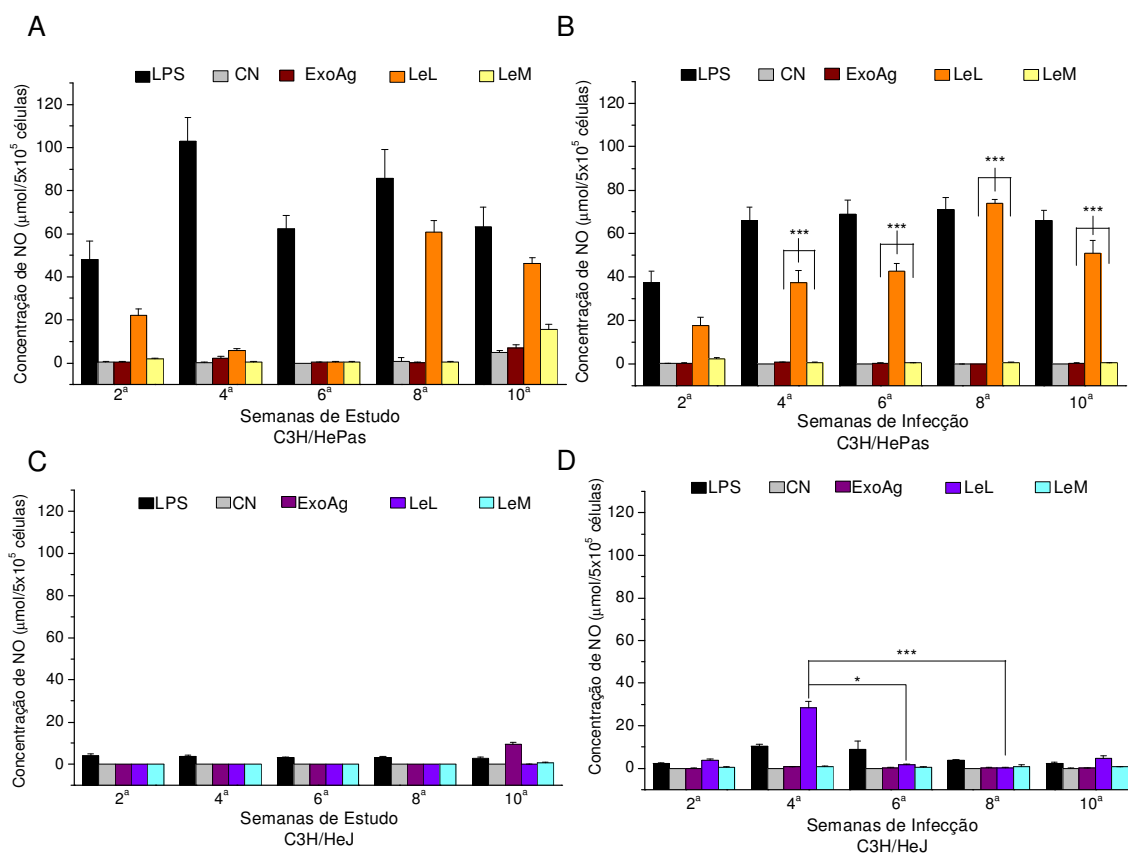 A
LPS CN ExoAg LeL LeM
Concentração de NO (µmol/5x10⁵ células)
120
100
80
60
40
20
0
2ª 4ª 6ª 8ª 10ª
Semanas de Estudo
C3H/HePas
B
LPS CN ExoAg LeL LeM
Concentração de NO (µmol/5x10⁵ células)
120
100
80
60
40
20
0
***
***
***
***
2ª 4ª 6ª 8ª 10ª
Semanas de Infecção
C3H/HePas
C
LPS CN ExoAg LeL LeM
Concentração de NO (µmol/5x10⁵ células)
120
100
80
60
40
20
0
2ª 4ª 6ª 8ª 10ª
Semanas de Estudo
C3H/HeJ
D
LPS CN ExoAg LeL LeM
Concentração de NO (µmol/5x10⁵ células)
120
100
80
60
40
20
0
***
*
2ª 4ª 6ª 8ª 10ª
Semanas de Infecção
C3H/HeJ